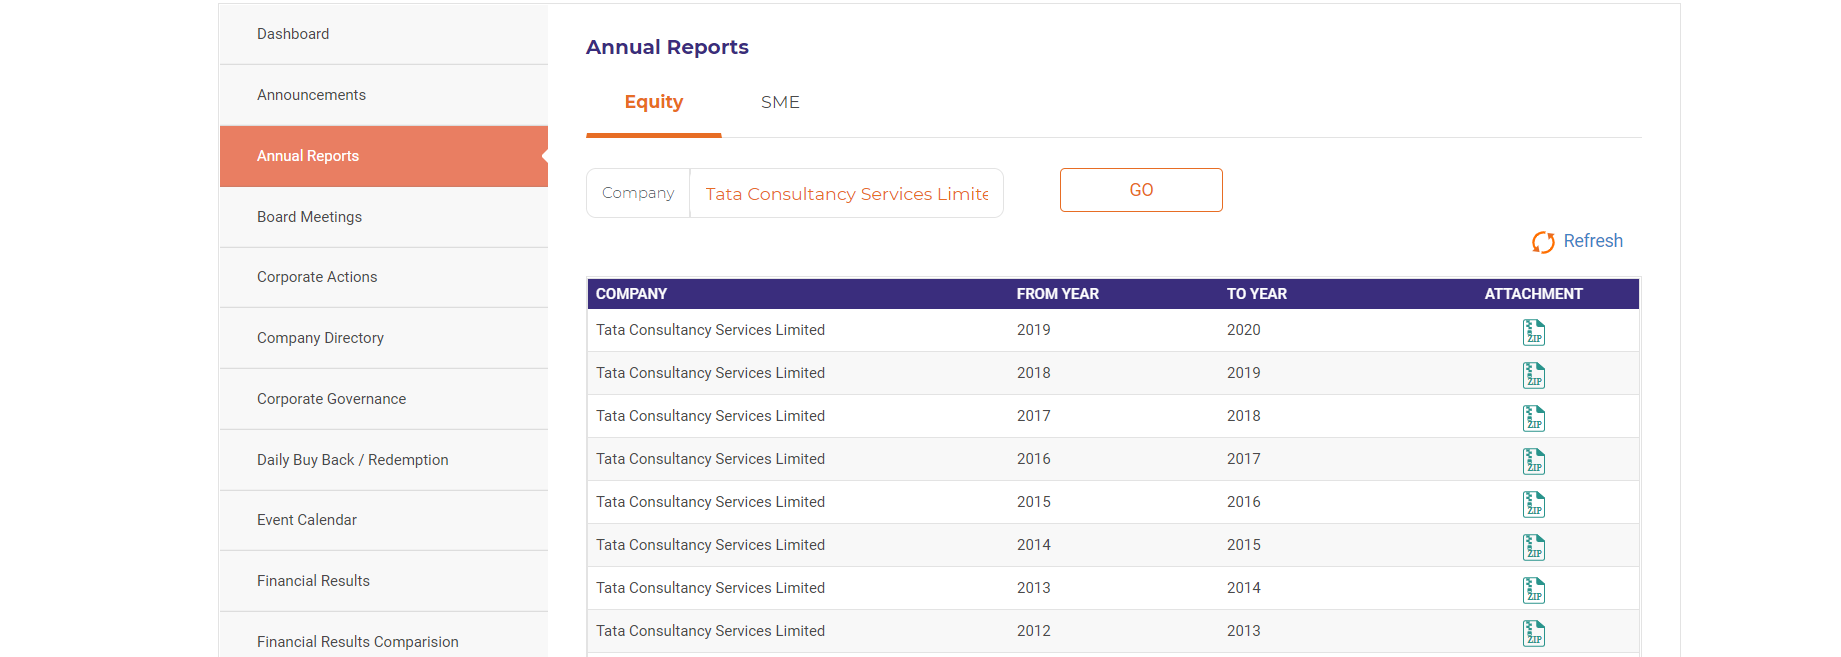 Dashboard
Announcements
Annual Reports
Board Meetings
Corporate Actions
Company Directory
Corporate Governance
Daily Buy Back / Redemption
Event Calendar
Financial Results
Financial Results Comparision
Annual Reports
Equity SME
Company Tata Consultancy Services Limite GO
Refresh
COMPANY FROM YEAR TO YEAR ATTACHMENT
Tata Consultancy Services Limited 2019 2020 ZIP
Tata Consultancy Services Limited 2018 2019 ZIP
Tata Consultancy Services Limited 2017 2018 ZIP
Tata Consultancy Services Limited 2016 2017 ZIP
Tata Consultancy Services Limited 2015 2016 ZIP
Tata Consultancy Services Limited 2014 2015 ZIP
Tata Consultancy Services Limited 2013 2014 ZIP
Tata Consultancy Services Limited 2012 2013 ZIP